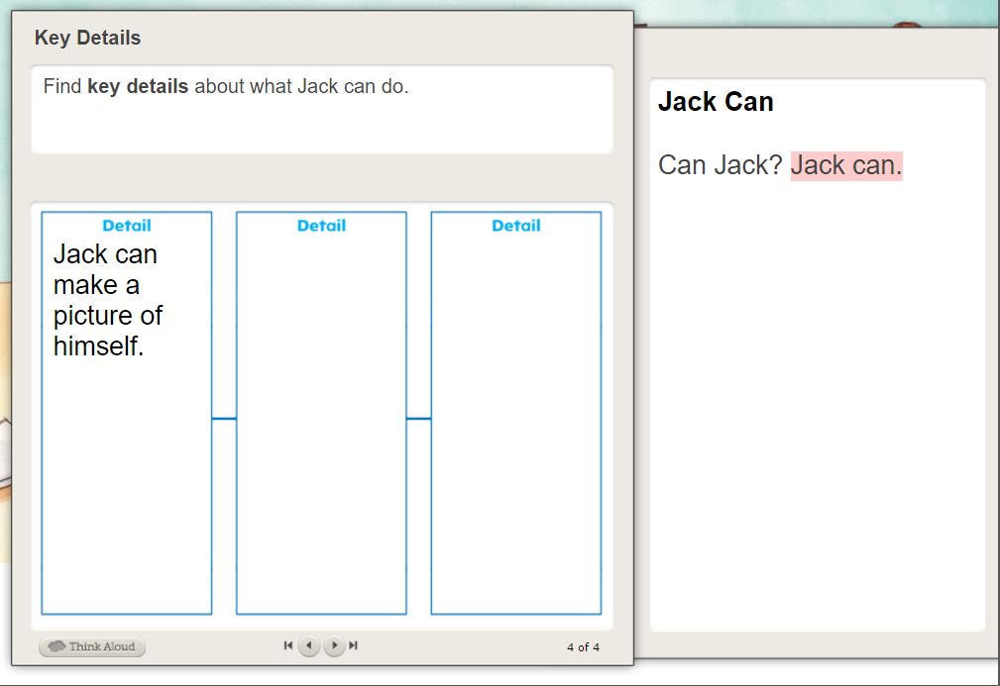 Key Details
Find key details about what Jack can do.
Detail
Jack can
make a
picture of
himself.
Detail
Detail
Think Aloud
4 of 4
Jack Can
Can Jack? Jack can.